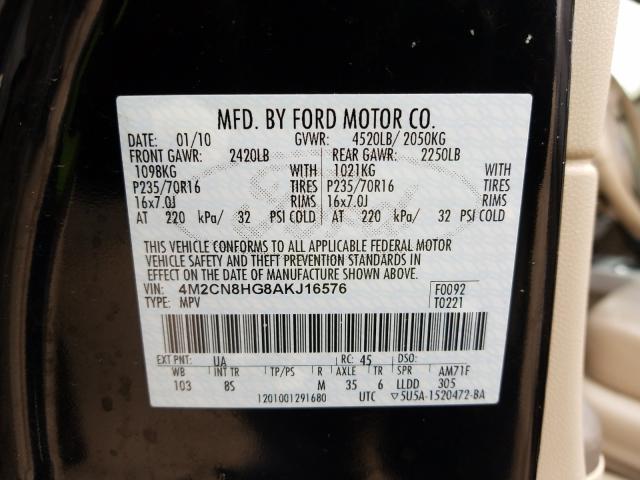 MFD. BY FORD MOTOR CO.
DATE: 01/10 GVWR: 4520LB/ 2050KG
FRONT GAWR: 2420LB REAR GAWR: 2250LB
1098KG WITH 1021KG WITH
P235/70R16 TIRES P235/70R16 TIRES
16x7.0J RIMS 16x7.0J RIMS
AT 220 kPa/ 32 PSI COLD AT 220 kPa/ 32 PSI COLD
THIS VEHICLE CONFORMS TO ALL APPLICABLE FEDERAL MOTOR
VEHICLE SAFETY AND THEFT PREVENTION STANDARDS IN
EFFECT ON THE DATE OF MANUFACTURE SHOWN ABOVE.
VIN: 4M2CN8HG8AKJ16576 F0092
TYPE: MPV T0221
EXT PNT: UA RC: 45 DSO:
WB INT TR TP/PS R AXLE TR SPR AM71F
103 8S M 35 6 LLDD 305
1201001291680 UTC ▽5U5A-1520472-BA